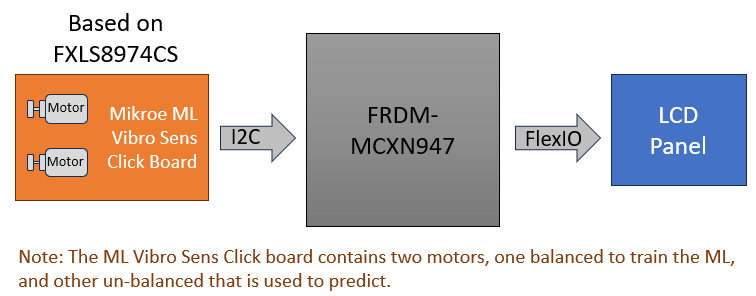 Based on
FXLS8974CS
Motor
Motor
Mikroe ML
Vibro Sens
Click Board
I2C
FRDM-
MCXN947
FlexIO
LCD
Panel
Note: The ML Vibro Sens Click board contains two motors, one balanced to train the ML,
and other un-balanced that is used to predict.